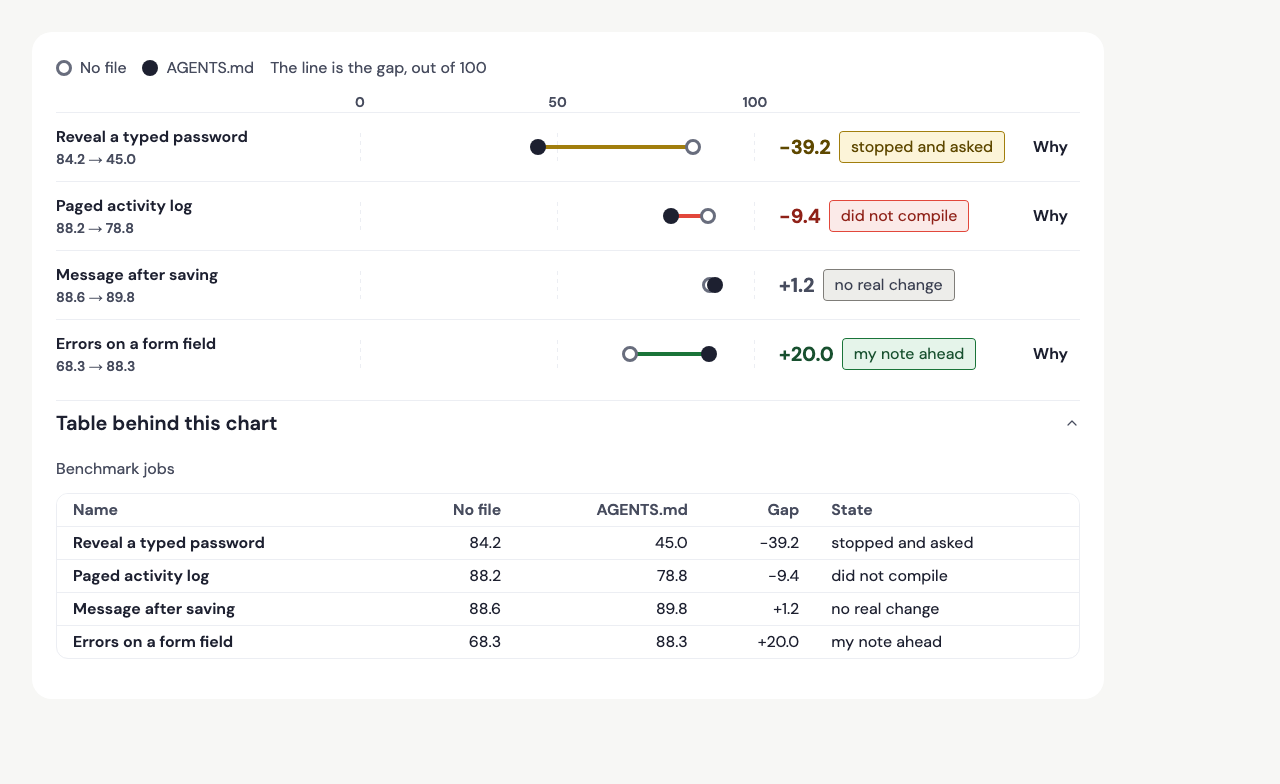 No file AGENTS.md The line is the gap, out of 100
0 50 100
Reveal a typed password
84.2 → 45.0
−39.2 stopped and asked Why
Paged activity log
88.2 → 78.8
−9.4 did not compile Why
Message after saving
88.6 → 89.8
+1.2 no real change
Errors on a form field
68.3 → 88.3
+20.0 my note ahead Why
Table behind this chart
Benchmark jobs
Name No file AGENTS.md Gap State
Reveal a typed password 84.2 45.0 −39.2 stopped and asked
Paged activity log 88.2 78.8 −9.4 did not compile
Message after saving 88.6 89.8 +1.2 no real change
Errors on a form field 68.3 88.3 +20.0 my note ahead